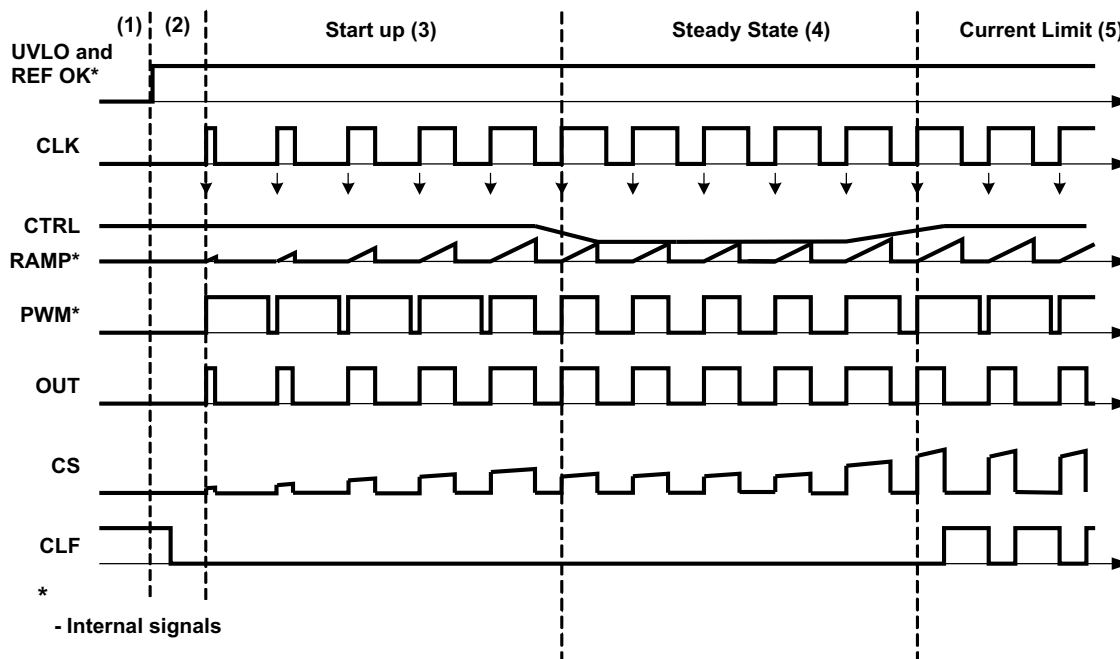 (1) (2) Start up (3) Steady State (4) Current Limit (5)
UVLO and
REF OK*
CLK
CTRL
RAMP*
PWM*
OUT
CS
CLF
*
- Internal signals